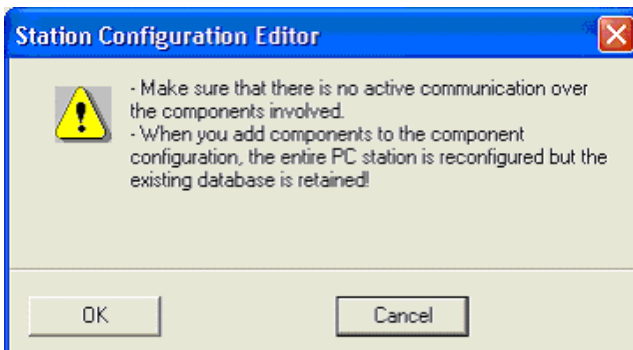 Station Configuration Editor
- Make sure that there is no active communication over
the components involved.
- When you add components to the component
configuration, the entire PC station is reconfigured but the
existing database is retained!
OK
Cancel